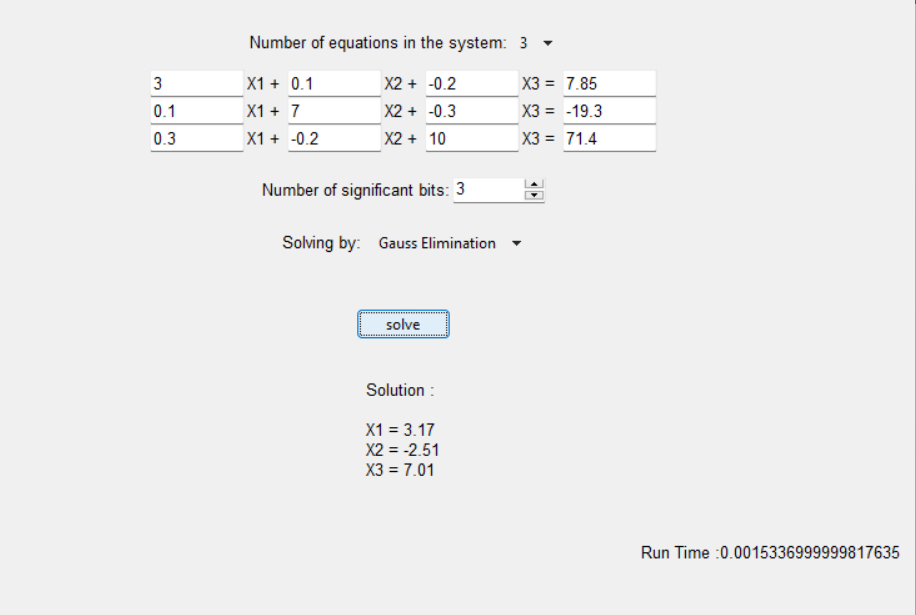 Number of equations in the system: 3
3 X1 + 0.1 X2 + -0.2 X3 = 7.85
0.1 X1 + 7 X2 + -0.3 X3 = -19.3
0.3 X1 + -0.2 X2 + 10 X3 = 71.4
Number of significant bits: 3
Solving by: Gauss Elimination
solve
Solution :
X1 = 3.17
X2 = -2.51
X3 = 7.01
Run Time :0.0015336999999817635